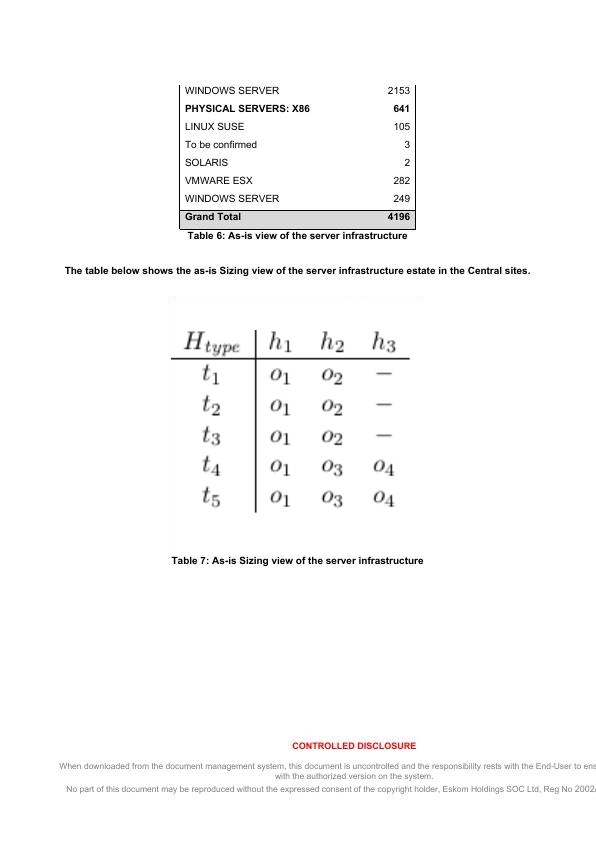 WINDOWS SERVER 2153
PHYSICAL SERVERS: X86 641
LINUX SUSE 105
To be confirmed 3
SOLARIS 2
VMWARE ESX 282
WINDOWS SERVER 249
Grand Total 4196
Table 6: As-is view of the server infrastructure
The table below shows the as-is Sizing view of the server infrastructure estate in the Central sites.
H_type h_1 h_2 h_3
t_1 o_1 o_2 −
t_2 o_1 o_2 −
t_3 o_1 o_2 −
t_4 o_1 o_3 o_4
t_5 o_1 o_3 o_4
Table 7: As-is Sizing view of the server infrastructure
CONTROLLED DISCLOSURE
When downloaded from the document management system, this document is uncontrolled and the responsibility rests with the End-User to ens
with the authorized version on the system.
No part of this document may be reproduced without the expressed consent of the copyright holder, Eskom Holdings SOC Ltd, Reg No 2002/